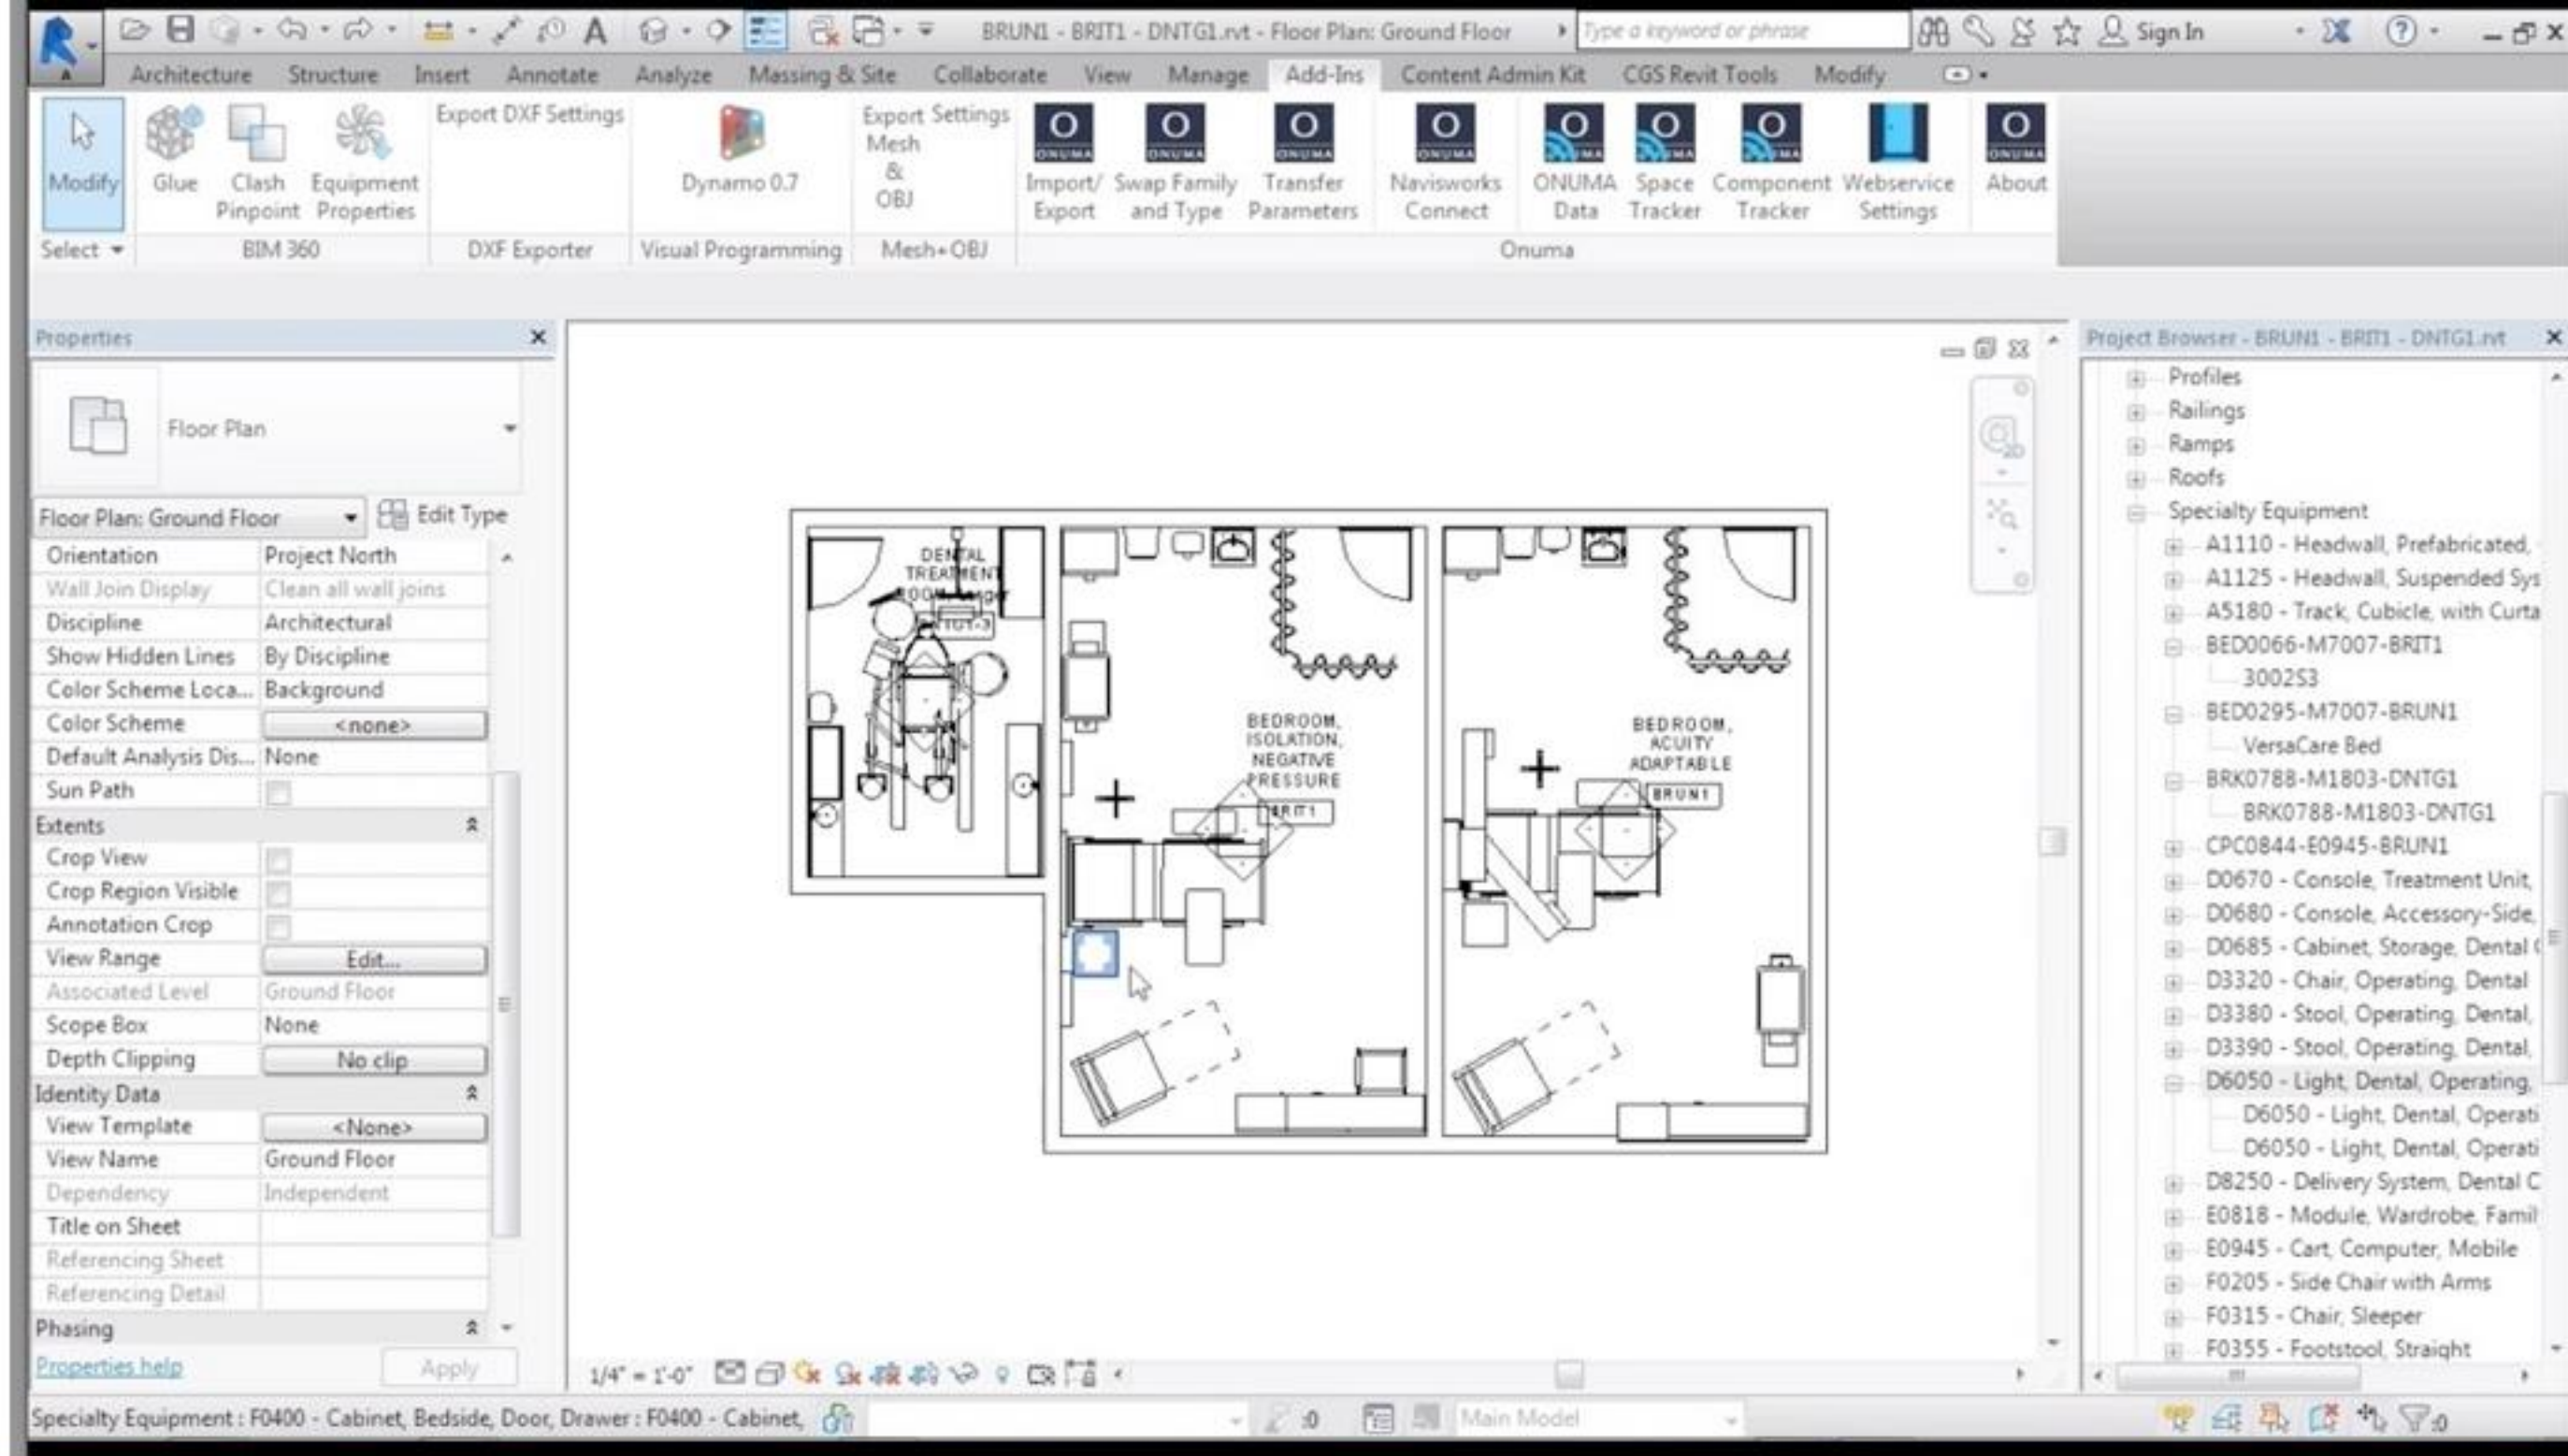 BRUN1 - BRIT1 - DNTG1.rvt - Floor Plan: Ground Floor
Type a keyword or phrase
Sign In
Architecture Structure Insert Annotate Analyze Massing & Site Collaborate View Manage Add-Ins Content Admin Kit CGS Revit Tools Modify
Modify
Glue
Clash Pinpoint
Equipment Properties
Export DXF Settings
Dynamo 0.7
Export Settings
Mesh
&
OBJ
Import/ Export
Swap Family and Type
Transfer Parameters
Navisworks Connect
ONUMA Data
Space Tracker
Component Tracker
Webservice Settings
About
Select BIM 360 DXF Exporter Visual Programming Mesh+OBJ Onuma
Properties
Floor Plan
Floor Plan: Ground Floor Edit Type
Orientation Project North
Wall Join Display Clean all wall joins
Discipline Architectural
Show Hidden Lines By Discipline
Color Scheme Loca... Background
Color Scheme <none>
Default Analysis Dis... None
Sun Path
Extents
Crop View
Crop Region Visible
Annotation Crop
View Range Edit...
Associated Level Ground Floor
Scope Box None
Depth Clipping No clip
Identity Data
View Template <None>
View Name Ground Floor
Dependency Independent
Title on Sheet
Referencing Sheet
Referencing Detail
Phasing
Properties help Apply
DENTAL
TREATMENT
BEDROOM,
ISOLATION,
NEGATIVE
PRESSURE
BRIT1
BEDROOM,
ACUITY
ADAPTABLE
BRUN1
1/4" = 1'-0"
Project Browser - BRUN1 - BRIT1 - DNTG1.rvt
Profiles
Railings
Ramps
Roofs
Specialty Equipment
A1110 - Headwall, Prefabricated,
A1125 - Headwall, Suspended Sys
A5180 - Track, Cubicle, with Curta
BED0066-M7007-BRIT1
3002S3
BED0295-M7007-BRUN1
VersaCare Bed
BRK0788-M1803-DNTG1
BRK0788-M1803-DNTG1
CPC0844-E0945-BRUN1
D0670 - Console, Treatment Unit,
D0680 - Console, Accessory-Side,
D0685 - Cabinet, Storage, Dental
D3320 - Chair, Operating, Dental
D3380 - Stool, Operating, Dental,
D3390 - Stool, Operating, Dental,
D6050 - Light, Dental, Operating,
D6050 - Light, Dental, Operati
D6050 - Light, Dental, Operati
D8250 - Delivery System, Dental C
E0818 - Module, Wardrobe, Famil
E0945 - Cart, Computer, Mobile
F0205 - Side Chair with Arms
F0315 - Chair, Sleeper
F0355 - Footstool, Straight
Specialty Equipment : F0400 - Cabinet, Bedside, Door, Drawer : F0400 - Cabinet,
:0
Main Model
:0